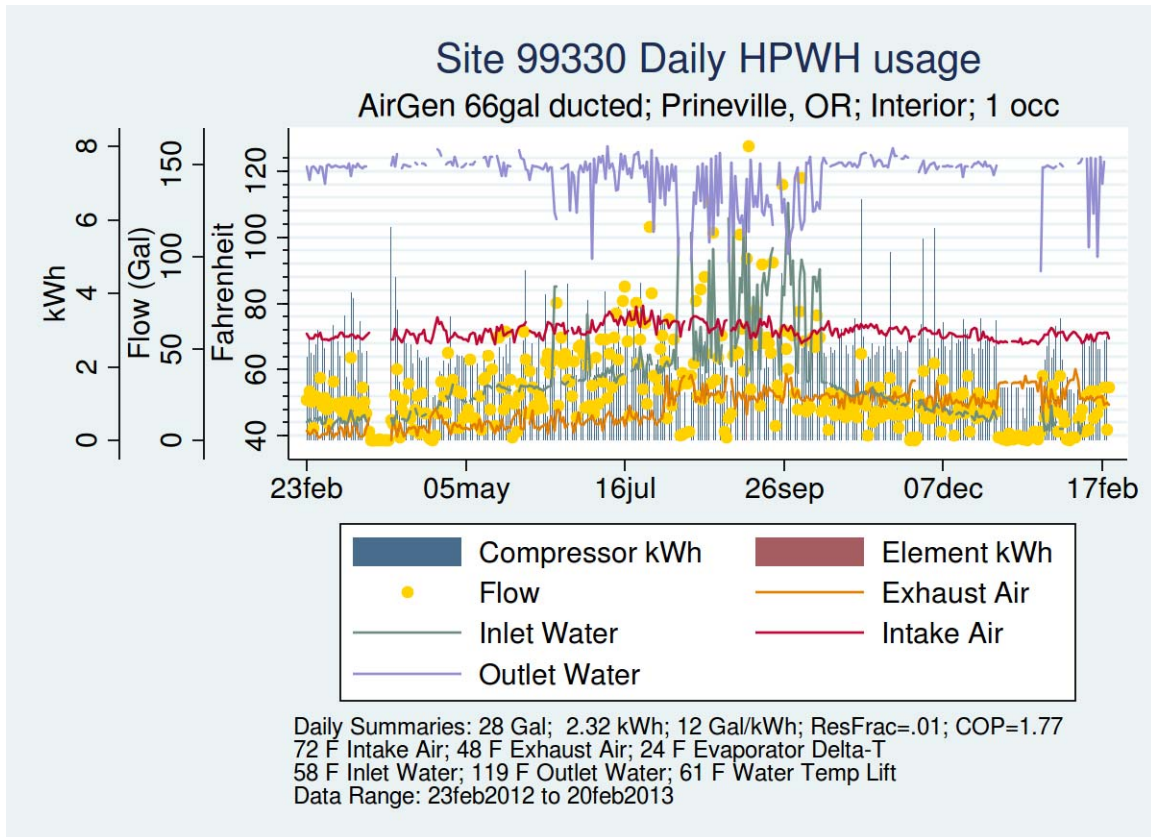 Site 99330 Daily HPWH usage
AirGen 66gal ducted; Prineville, OR; Interior; 1 occ
kWh
0 2 4 6 8
Flow (Gal)
0 50 100 150
Fahrenheit
40 60 80 100 120
23feb 05may 16jul 26sep 07dec 17feb
Compressor kWh Element kWh
Flow Exhaust Air
Inlet Water Intake Air
Outlet Water
Daily Summaries: 28 Gal;  2.32 kWh; 12 Gal/kWh; ResFrac=.01; COP=1.77
72 F Intake Air; 48 F Exhaust Air; 24 F Evaporator Delta-T
58 F Inlet Water; 119 F Outlet Water; 61 F Water Temp Lift
Data Range: 23feb2012 to 20feb2013